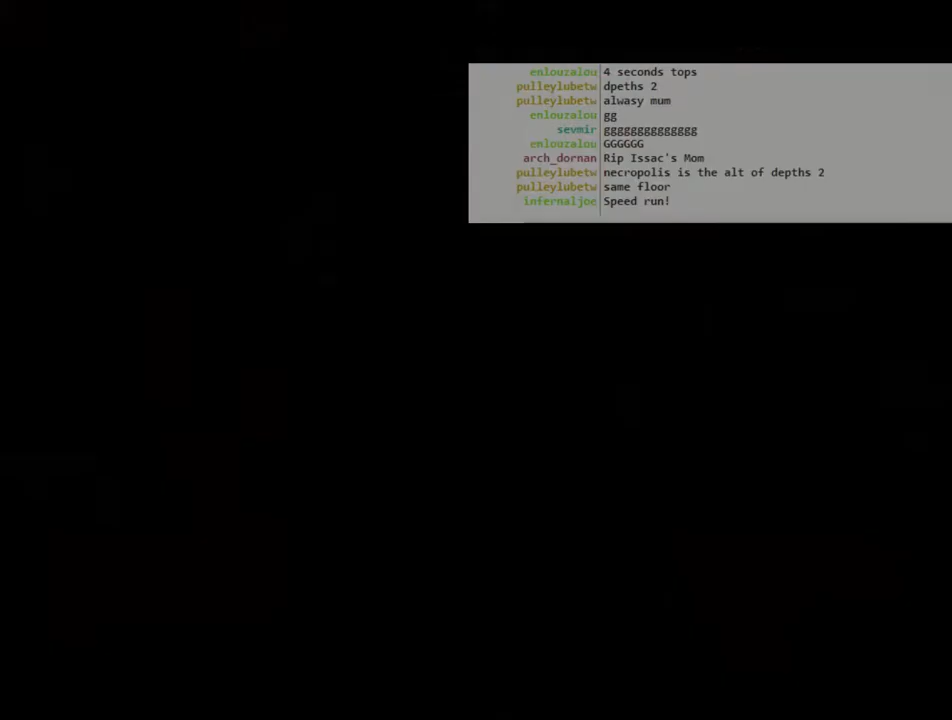 enlouzalou 4 seconds tops
pulleylubetw dpeths 2
pulleylubetw alwasy mum
enlouzalou gg
sevmir gggggggggggggg
enlouzalou GGGGGG
arch_dornan Rip Issac's Mom
pulleylubetw necropolis is the alt of depths 2
pulleylubetw same floor
infernaljoe Speed run!